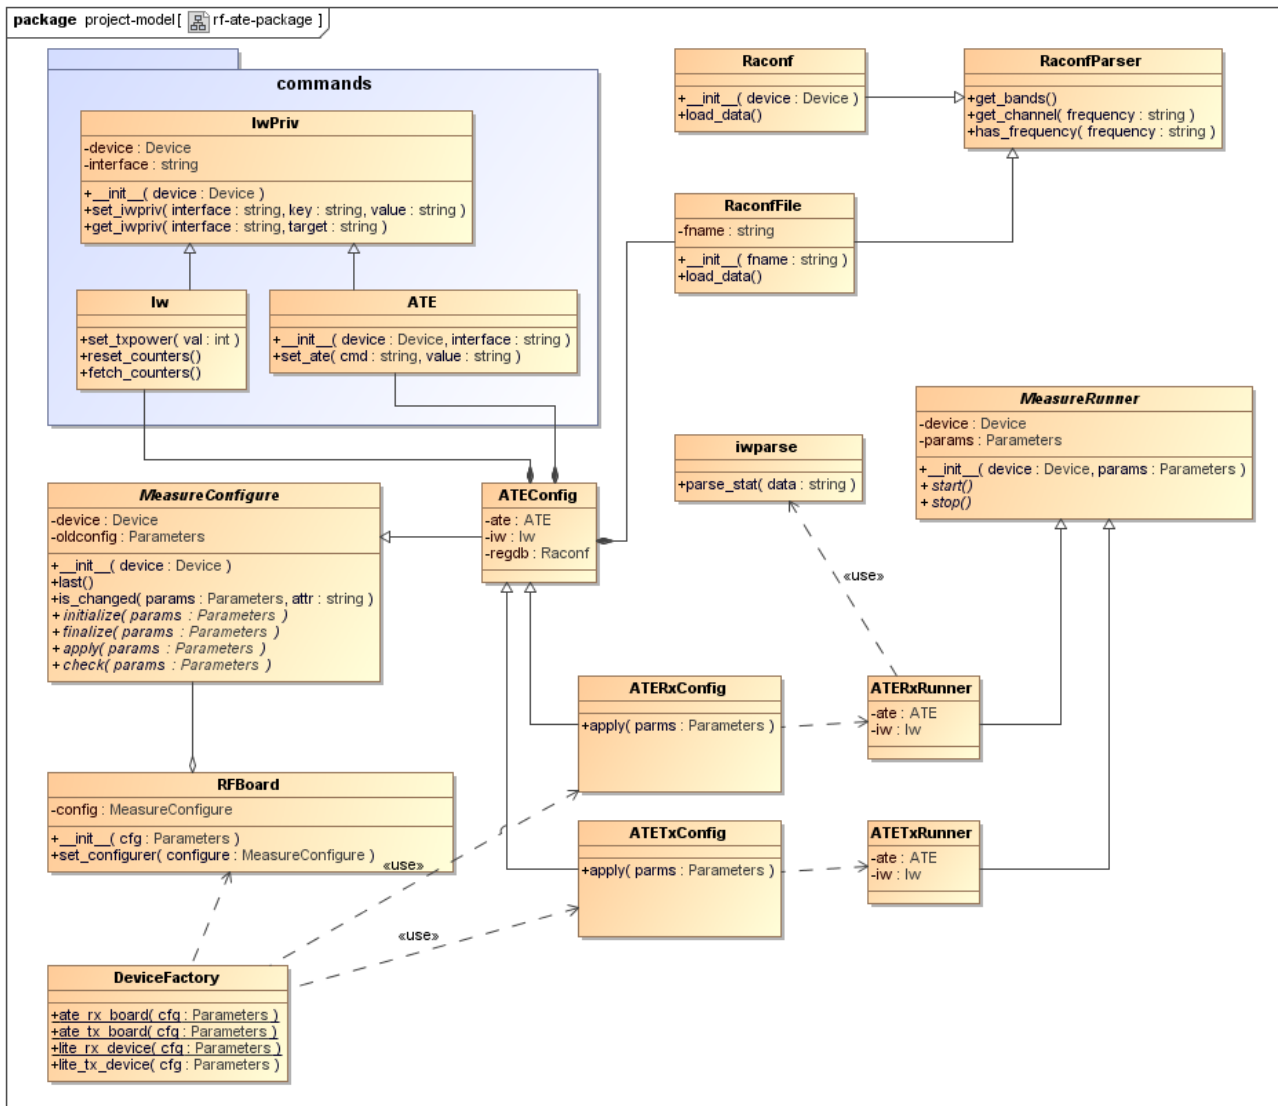 package project-model[ rf-ate-package ]
commands
IwPriv
-device : Device
-interface : string
+__init__( device : Device )
+set_iwpriv( interface : string, key : string, value : string )
+get_iwpriv( interface : string, target : string )
Iw
+set_txpower( val : int )
+reset_counters()
+fetch_counters()
ATE
+__init__( device : Device, interface : string )
+set_ate( cmd : string, value : string )
Raconf
+__init__( device : Device )
+load_data()
RaconfParser
+get_bands()
+get_channel( frequency : string )
+has_frequency( frequency : string )
RaconfFile
-fname : string
+__init__( fname : string )
+load_data()
MeasureRunner
-device : Device
-params : Parameters
+__init__( device : Device, params : Parameters )
+ start()
+ stop()
iwparse
+parse_stat( data : string )
MeasureConfigure
-device : Device
-oldconfig : Parameters
+__init__( device : Device )
+last()
+is_changed( params : Parameters, attr : string )
+ initialize( params : Parameters )
+ finalize( params : Parameters )
+ apply( params : Parameters )
+ check( params : Parameters )
ATEConfig
-ate : ATE
-iw : Iw
-regdb : Raconf
«use»
ATERxConfig
+apply( parms : Parameters )
ATERxRunner
-ate : ATE
-iw : Iw
RFBoard
-config : MeasureConfigure
+__init__( cfg : Parameters )
+set_configurer( configure : MeasureConfigure )
«use»
ATETxConfig
+apply( parms : Parameters )
ATETxRunner
-ate : ATE
-iw : Iw
«use»
DeviceFactory
+ate_rx_board( cfg : Parameters )
+ate_tx_board( cfg : Parameters )
+lite_rx_device( cfg : Parameters )
+lite_tx_device( cfg : Parameters )